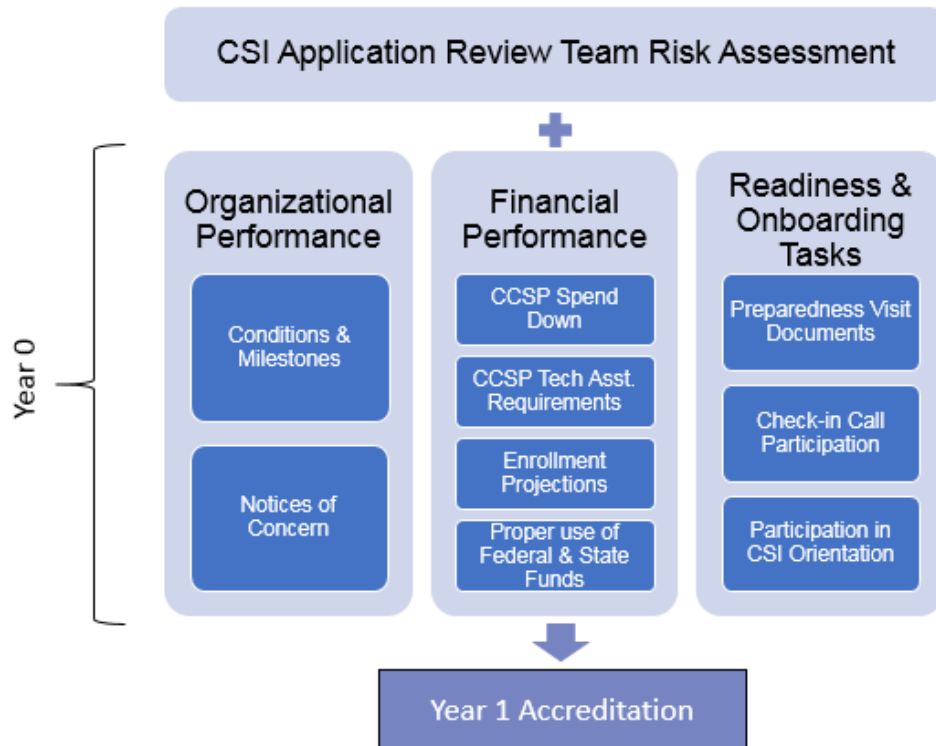 CSI Application Review Team Risk Assessment
Year 0
Organizational
Performance
Conditions &
Milestones
Notices of
Concern
Financial
Performance
CCSP Spend
Down
CCSP Tech Asst.
Requirements
Enrollment
Projections
Proper use of
Federal & State
Funds
Readiness &
Onboarding
Tasks
Preparedness Visit
Documents
Check-in Call
Participation
Participation in
CSI Orientation
Year 1 Accreditation